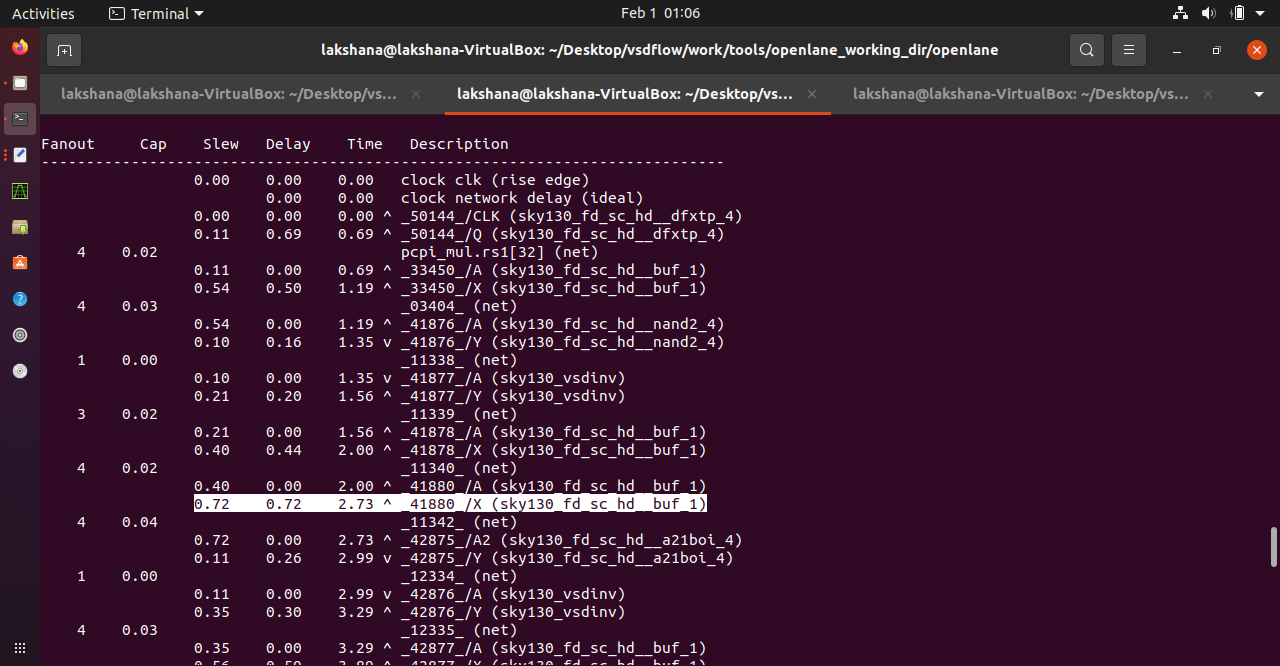 Activities Terminal Feb 1 01:06
lakshana@lakshana-VirtualBox: ~/Desktop/vsdflow/work/tools/openlane_working_dir/openlane
lakshana@lakshana-VirtualBox: ~/Desktop/vs... lakshana@lakshana-VirtualBox: ~/Desktop/vs... lakshana@lakshana-VirtualBox: ~/Desktop/vs...
Fanout Cap Slew Delay Time Description
-----------------------------------------------------------------------------
0.00 0.00 0.00 clock clk (rise edge)
0.00 0.00 clock network delay (ideal)
0.00 0.00 0.00 ^ _50144_/CLK (sky130_fd_sc_hd__dfxtp_4)
0.11 0.69 0.69 ^ _50144_/Q (sky130_fd_sc_hd__dfxtp_4)
4 0.02 pcpi_mul.rs1[32] (net)
0.11 0.00 0.69 ^ _33450_/A (sky130_fd_sc_hd__buf_1)
0.54 0.50 1.19 ^ _33450_/X (sky130_fd_sc_hd__buf_1)
4 0.03 _03404_ (net)
0.54 0.00 1.19 ^ _41876_/A (sky130_fd_sc_hd__nand2_4)
0.10 0.16 1.35 v _41876_/Y (sky130_fd_sc_hd__nand2_4)
1 0.00 _11338_ (net)
0.10 0.00 1.35 v _41877_/A (sky130_vsdinv)
0.21 0.20 1.56 ^ _41877_/Y (sky130_vsdinv)
3 0.02 _11339_ (net)
0.21 0.00 1.56 ^ _41878_/A (sky130_fd_sc_hd__buf_1)
0.40 0.44 2.00 ^ _41878_/X (sky130_fd_sc_hd__buf_1)
4 0.02 _11340_ (net)
0.40 0.00 2.00 ^ _41880_/A (sky130_fd_sc_hd__buf_1)
0.72 0.72 2.73 ^ _41880_/X (sky130_fd_sc_hd__buf_1)
4 0.04 _11342_ (net)
0.72 0.00 2.73 ^ _42875_/A2 (sky130_fd_sc_hd__a21boi_4)
0.11 0.26 2.99 v _42875_/Y (sky130_fd_sc_hd__a21boi_4)
1 0.00 _12334_ (net)
0.11 0.00 2.99 v _42876_/A (sky130_vsdinv)
0.35 0.30 3.29 ^ _42876_/Y (sky130_vsdinv)
4 0.03 _12335_ (net)
0.35 0.00 3.29 ^ _42877_/A (sky130_fd_sc_hd__buf_1)
0.56 0.59 3.89 ^ _42877_/X (sky130_fd_sc_hd__buf_1)